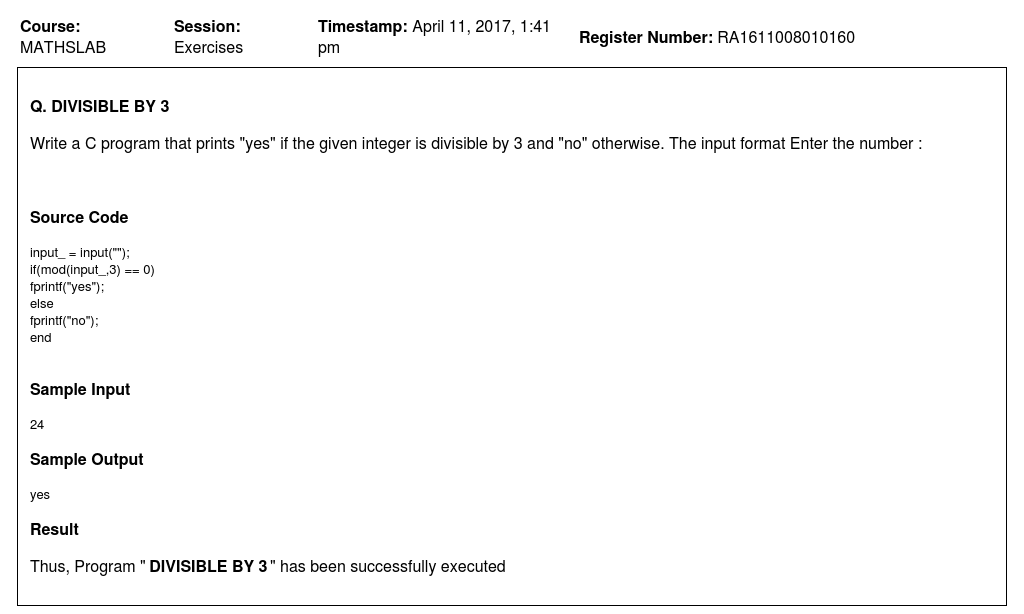 Course:
MATHSLAB
Session:
Exercises
Timestamp: April 11, 2017, 1:41
pm
Register Number: RA1611008010160
Q. DIVISIBLE BY 3
Write a C program that prints "yes" if the given integer is divisible by 3 and "no" otherwise. The input format Enter the number :
Source Code
input_ = input("");
if(mod(input_,3) == 0)
fprintf("yes");
else
fprintf("no");
end
Sample Input
24
Sample Output
yes
Result
Thus, Program " DIVISIBLE BY 3 " has been successfully executed